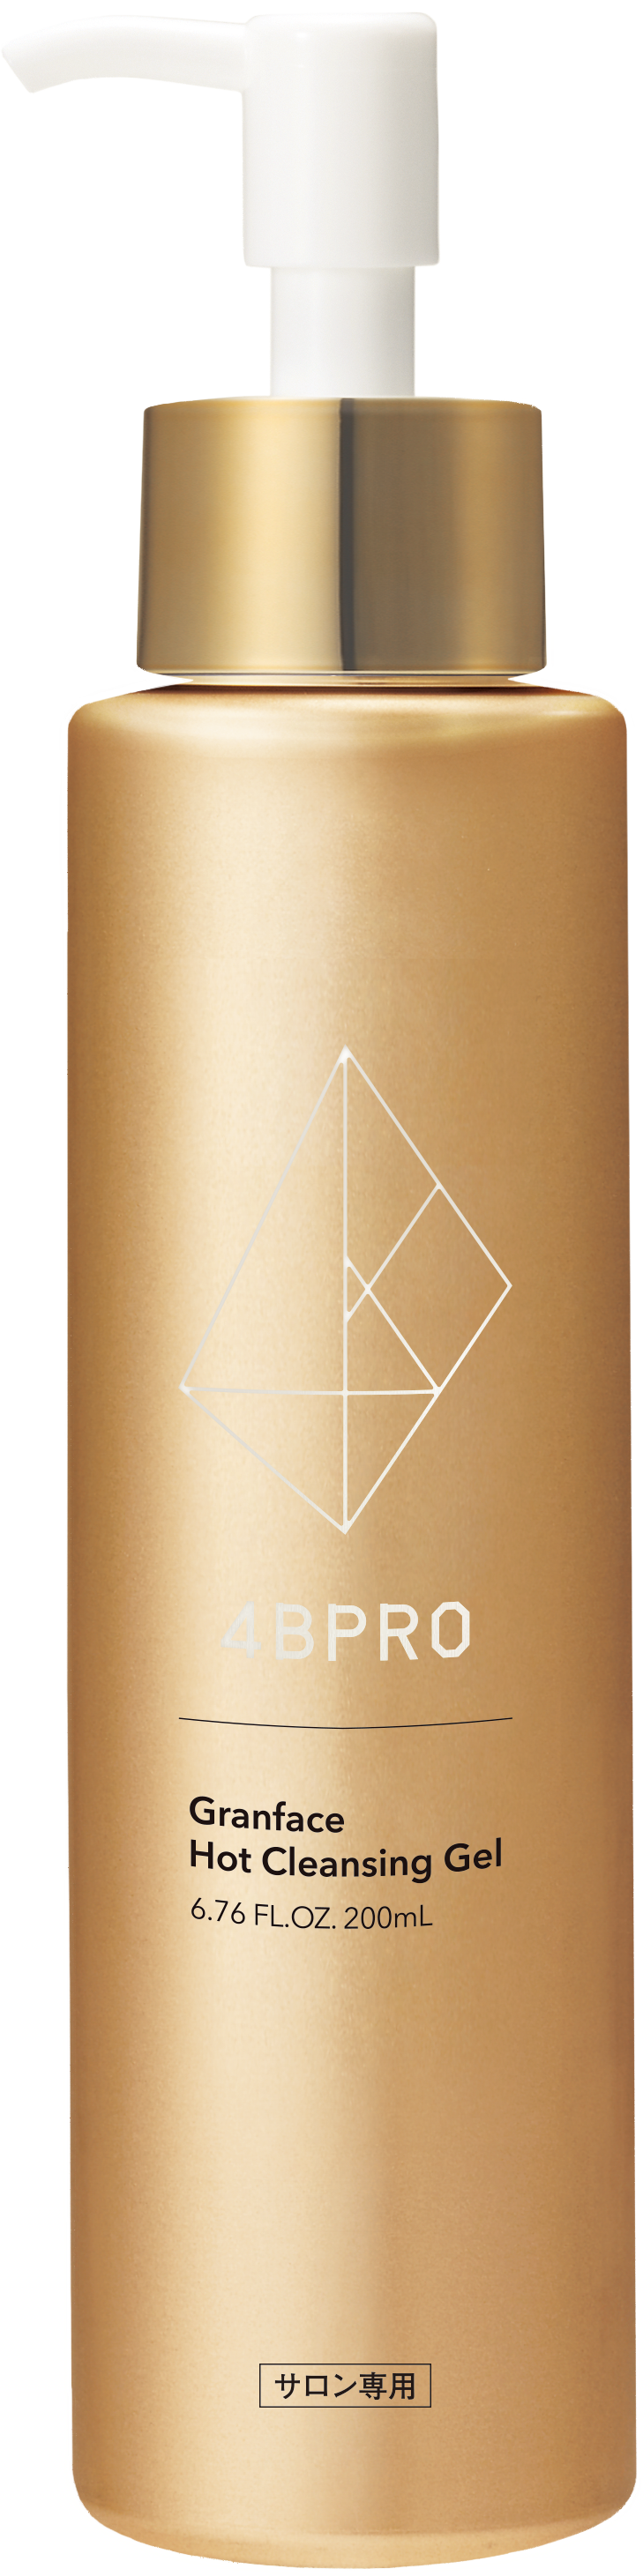 4BPRO
Granface
Hot Cleansing Gel
6.76 FL.OZ. 200mL
サロン専用